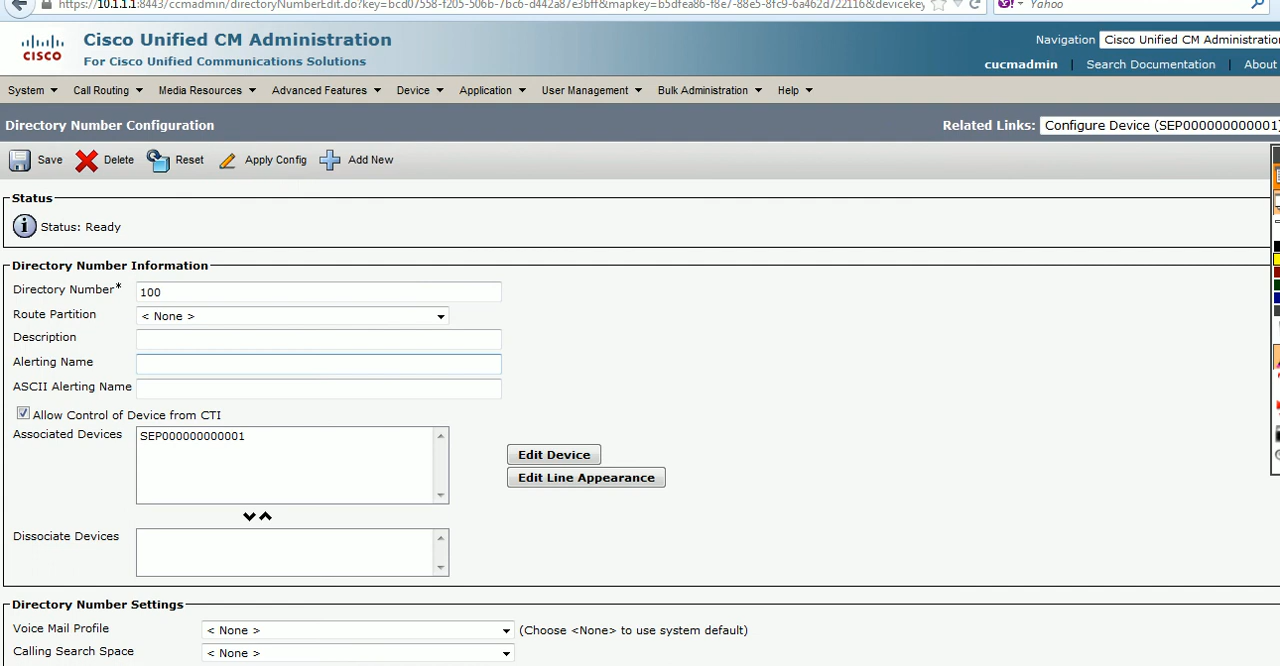 https://10.1.1.1:8443/ccmadmin/directoryNumberEdit.do?key=bcd07558-f205-506b-7bc6-d442a87e3bff&mapkey=b5dfea86-f8e7-88e5-8fc9-6a462d722116&devicekey
Yahoo
CISCO
Cisco Unified CM Administration
For Cisco Unified Communications Solutions
Navigation Cisco Unified CM Administration
cucmadmin | Search Documentation | About
System Call Routing Media Resources Advanced Features Device Application User Management Bulk Administration Help
Directory Number Configuration
Related Links: Configure Device (SEP000000000001)
Save Delete Reset Apply Config Add New
Status
Status: Ready
Directory Number Information
Directory Number* 100
Route Partition < None >
Description
Alerting Name
ASCII Alerting Name
Allow Control of Device from CTI
Associated Devices SEP000000000001
Edit Device
Edit Line Appearance
Dissociate Devices
Directory Number Settings
Voice Mail Profile < None > (Choose <None> to use system default)
Calling Search Space < None >